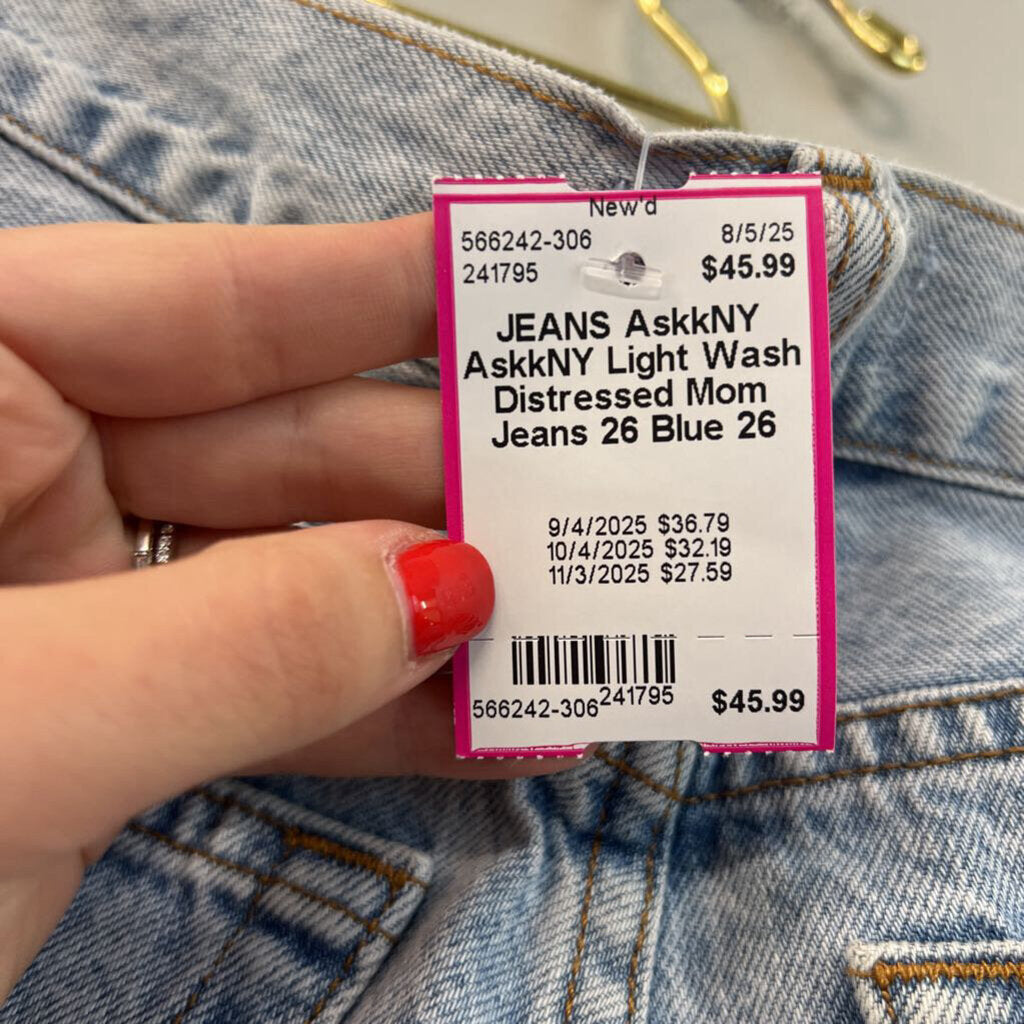 New'd
566242-306 8/5/25
241795 $45.99
JEANS AskkNY
AskkNY Light Wash
Distressed Mom
Jeans 26 Blue 26
9/4/2025 $36.79
10/4/2025 $32.19
11/3/2025 $27.59
566242-306 241795 $45.99